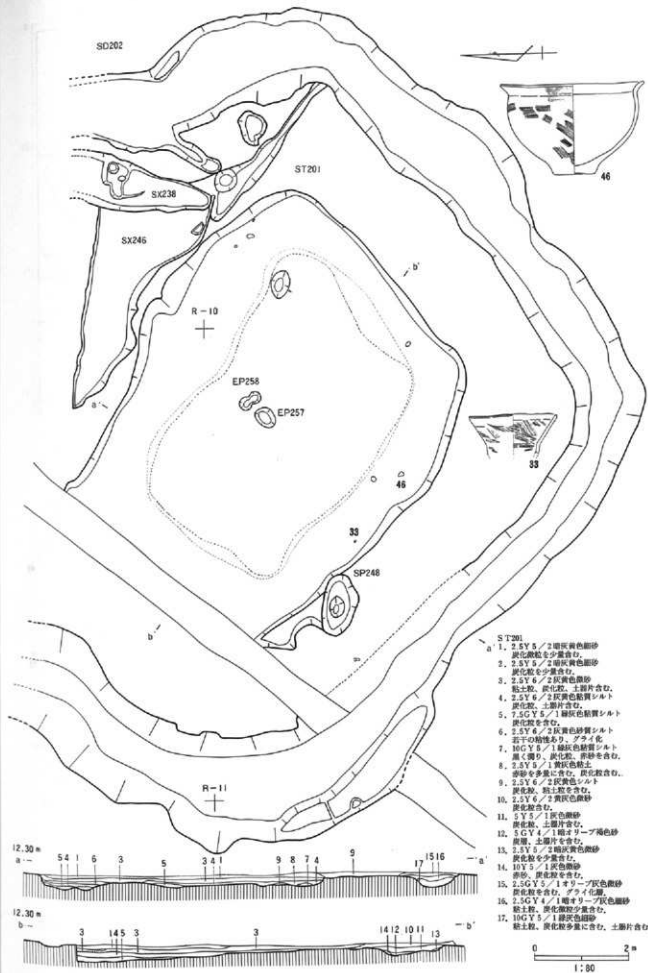 SD202
46
ST201
SX238
SX246
b'
R-10
EP258
EP257
a
33
46
33
SP248
b
a'
R-11
ST201
1. 2.5Y5/2暗灰黄色細砂
炭化微粒を少量含む。
2. 2.5Y5/2暗灰黄色細砂
炭化粒を少量含む。
3. 2.5Y6/2灰黄色微砂
粘土粒、炭化粒、土器片含む。
4. 2.5Y6/2灰黄色粘質シルト
炭化粒、土器片含む。
5. 7.5GY5/1緑灰色粘質シルト
炭化粒を含む。
6. 2.5Y6/2灰黄色砂質シルト
若干の粘性あり、グライ化
7. 10GY5/1緑灰色粘質シルト
黒く濁り、炭化粒、赤砂を含む。
8. 2.5Y5/1黄灰色粘土
赤砂を多量に含む、炭化粒含む。
9. 2.5Y6/2灰黄色シルト
炭化粒、粘土粒を含む。
10. 2.5Y6/2黄灰色微砂
炭化粒含む。
11. 5Y5/1灰色微砂
炭化粒、土器片含む。
12. 5GY4/1暗オリーブ褐色砂
炭層、土器片を含む。
13. 2.5Y5/2暗灰黄色微砂
炭化粒を少量含む。
14. 10Y5/1灰色微砂
赤砂、炭化粒を含む。
15. 2.5GY5/1オリーブ灰色微砂
炭化粒を含む、グライ化層。
16. 2.5GY4/1暗オリーブ灰色細砂
粘土粒、炭化微粒少量含む。
17. 10GY5/1緑灰色細砂
粘土粒、炭化粒多量に含む、土器片含む
12.30m
a
5 4 1 6 3 5 3 4 1 9 8 7 4 9 17 15 16
a'
12.30m
b
3 14 5 3 3 14 12 10 11 13
b'
0 2m
1:80